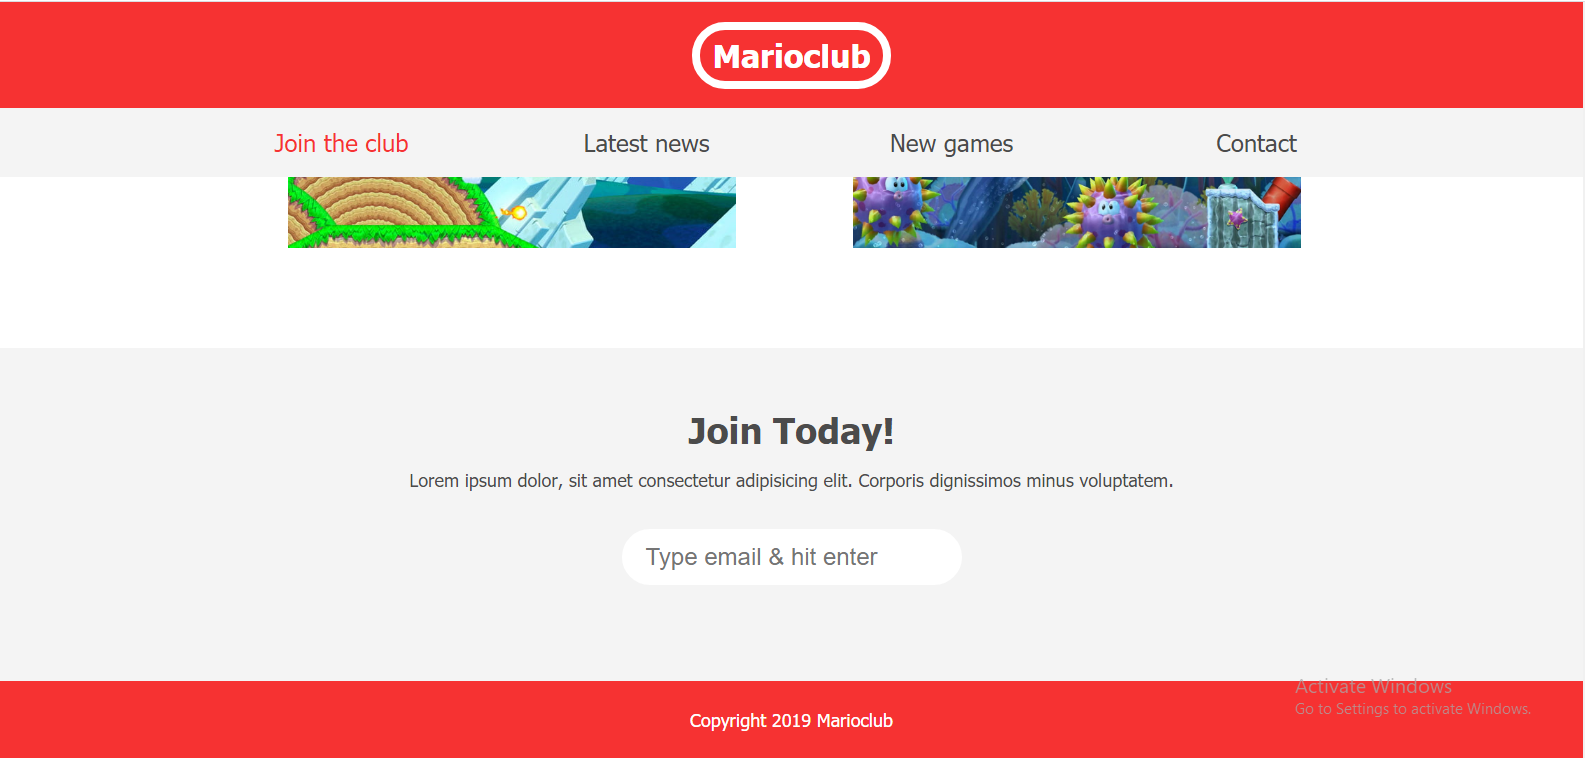 Marioclub
Join the club
Latest news
New games
Contact
Join Today!
Lorem ipsum dolor, sit amet consectetur adipisicing elit. Corporis dignissimos minus voluptatem.
Type email & hit enter
Activate Windows
Go to Settings to activate Windows.
Copyright 2019 Marioclub